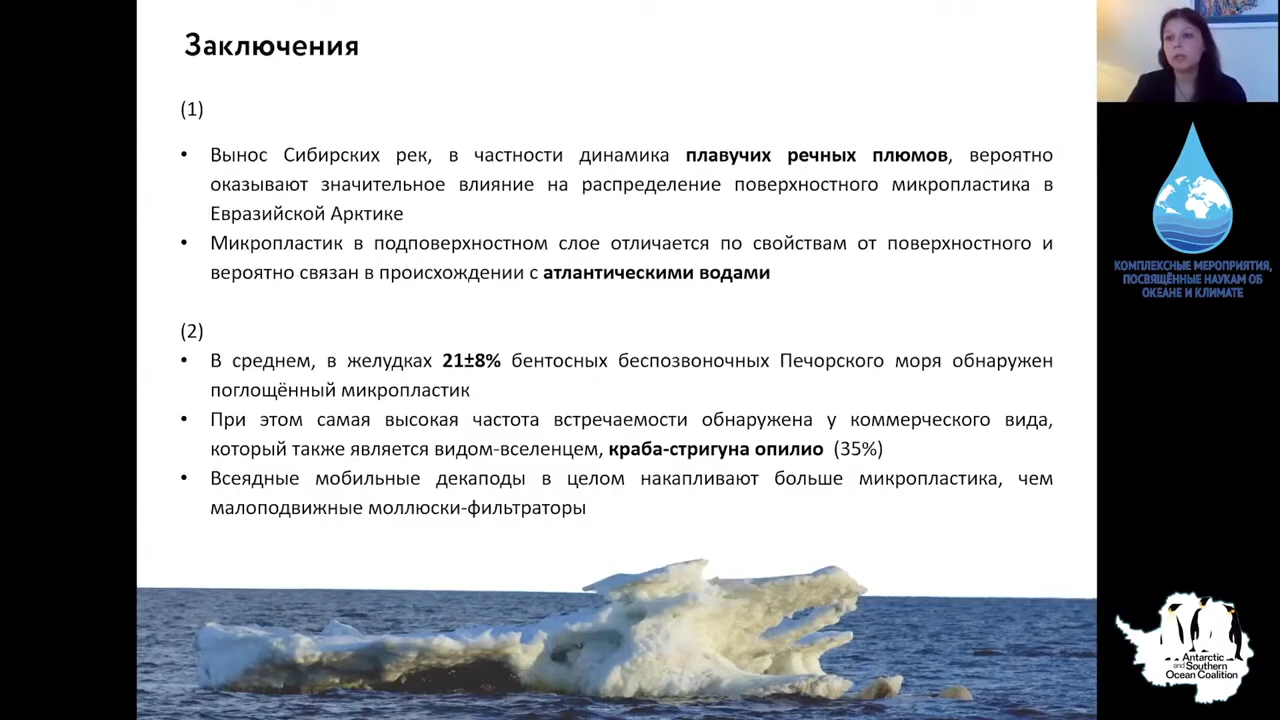 Заключения
(1)
• Вынос Сибирских рек, в частности динамика плавучих речных плюмов, вероятно
оказывают значительное влияние на распределение поверхностного микропластика в
Евразийской Арктике
• Микропластик в подповерхностном слое отличается по свойствам от поверхностного и
вероятно связан в происхождении с атлантическими водами
(2)
• В среднем, в желудках 21±8% бентосных беспозвоночных Печорского моря обнаружен
поглощённый микропластик
• При этом самая высокая частота встречаемости обнаружена у коммерческого вида,
который также является видом-вселенцем, краба-стригуна опилио (35%)
• Всеядные мобильные декаподы в целом накапливают больше микропластика, чем
малоподвижные моллюски-фильтраторы
КОМПЛЕКСНЫЕ МЕРОПРИЯТИЯ,
ПОСВЯЩЁННЫЕ НАУКАМ ОБ
ОКЕАНЕ И КЛИМАТЕ
Antarctic
and Southern
Ocean Coalition